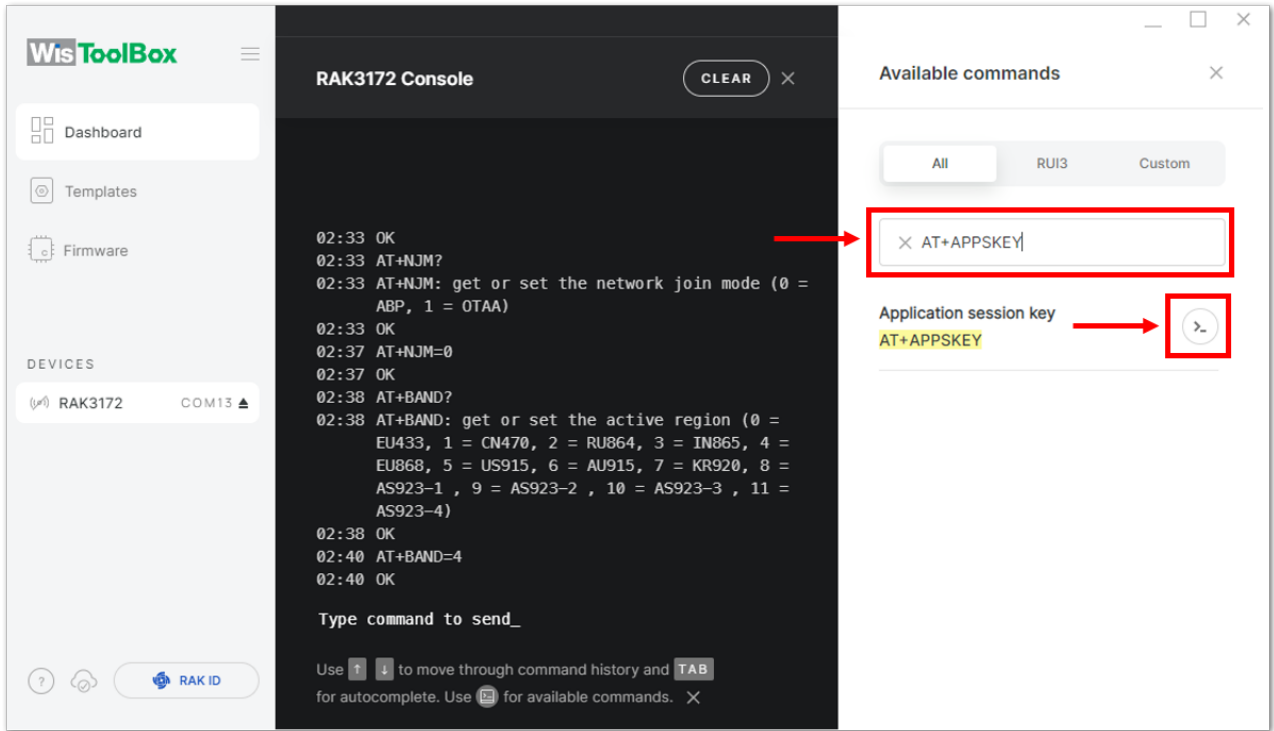 WisToolBox
Dashboard
Templates
Firmware
DEVICES
RAK3172 COM13
RAK ID
RAK3172 Console
CLEAR
02:33 OK
02:33 AT+NJM?
02:33 AT+NJM: get or set the network join mode (0 =
ABP, 1 = OTAA)
02:33 OK
02:37 AT+NJM=0
02:37 OK
02:38 AT+BAND?
02:38 AT+BAND: get or set the active region (0 =
EU433, 1 = CN470, 2 = RU864, 3 = IN865, 4 =
EU868, 5 = US915, 6 = AU915, 7 = KR920, 8 =
AS923-1 , 9 = AS923-2 , 10 = AS923-3 , 11 =
AS923-4)
02:38 OK
02:40 AT+BAND=4
02:40 OK
Type command to send_
Use ↑ ↓ to move through command history and TAB
for autocomplete. Use for available commands.
Available commands
All RUI3 Custom
AT+APPSKEY
Application session key
AT+APPSKEY